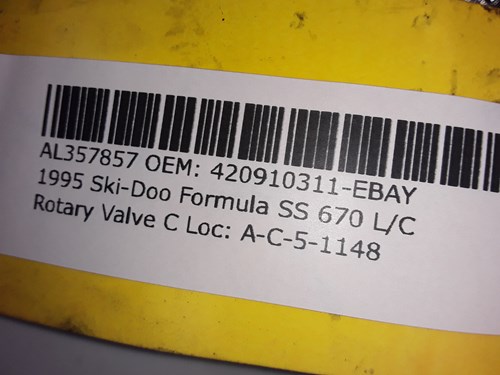 AL357857 OEM: 420910311-EBAY
1995 Ski-Doo Formula SS 670 L/C
Rotary Valve C Loc: A-C-5-1148